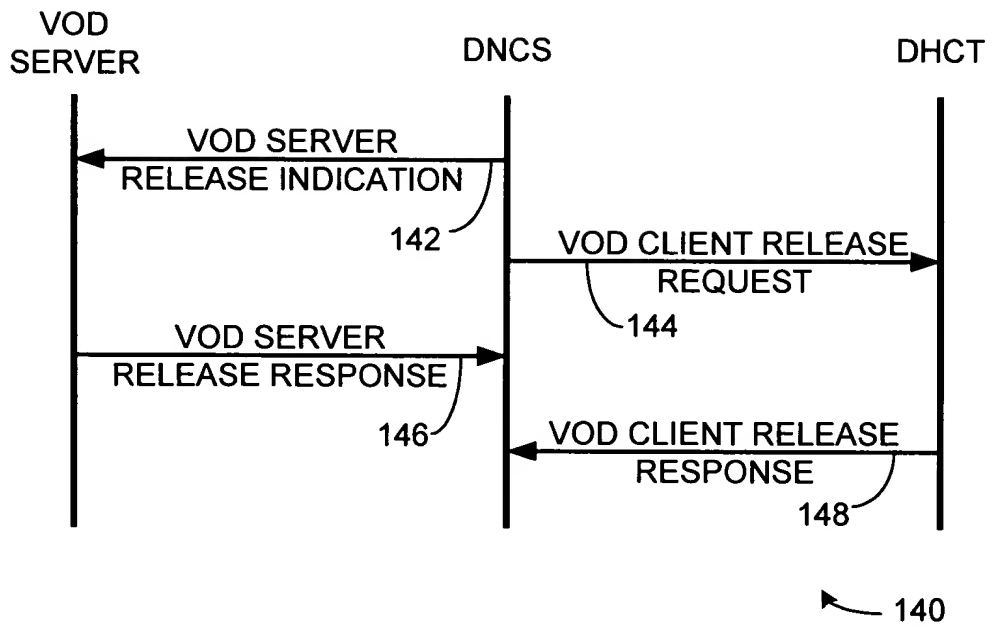 VOD
SERVER
DNCS
DHCT
VOD SERVER
RELEASE INDICATION
142
VOD CLIENT RELEASE
REQUEST
144
VOD SERVER
RELEASE RESPONSE
146
VOD CLIENT RELEASE
RESPONSE
148
140